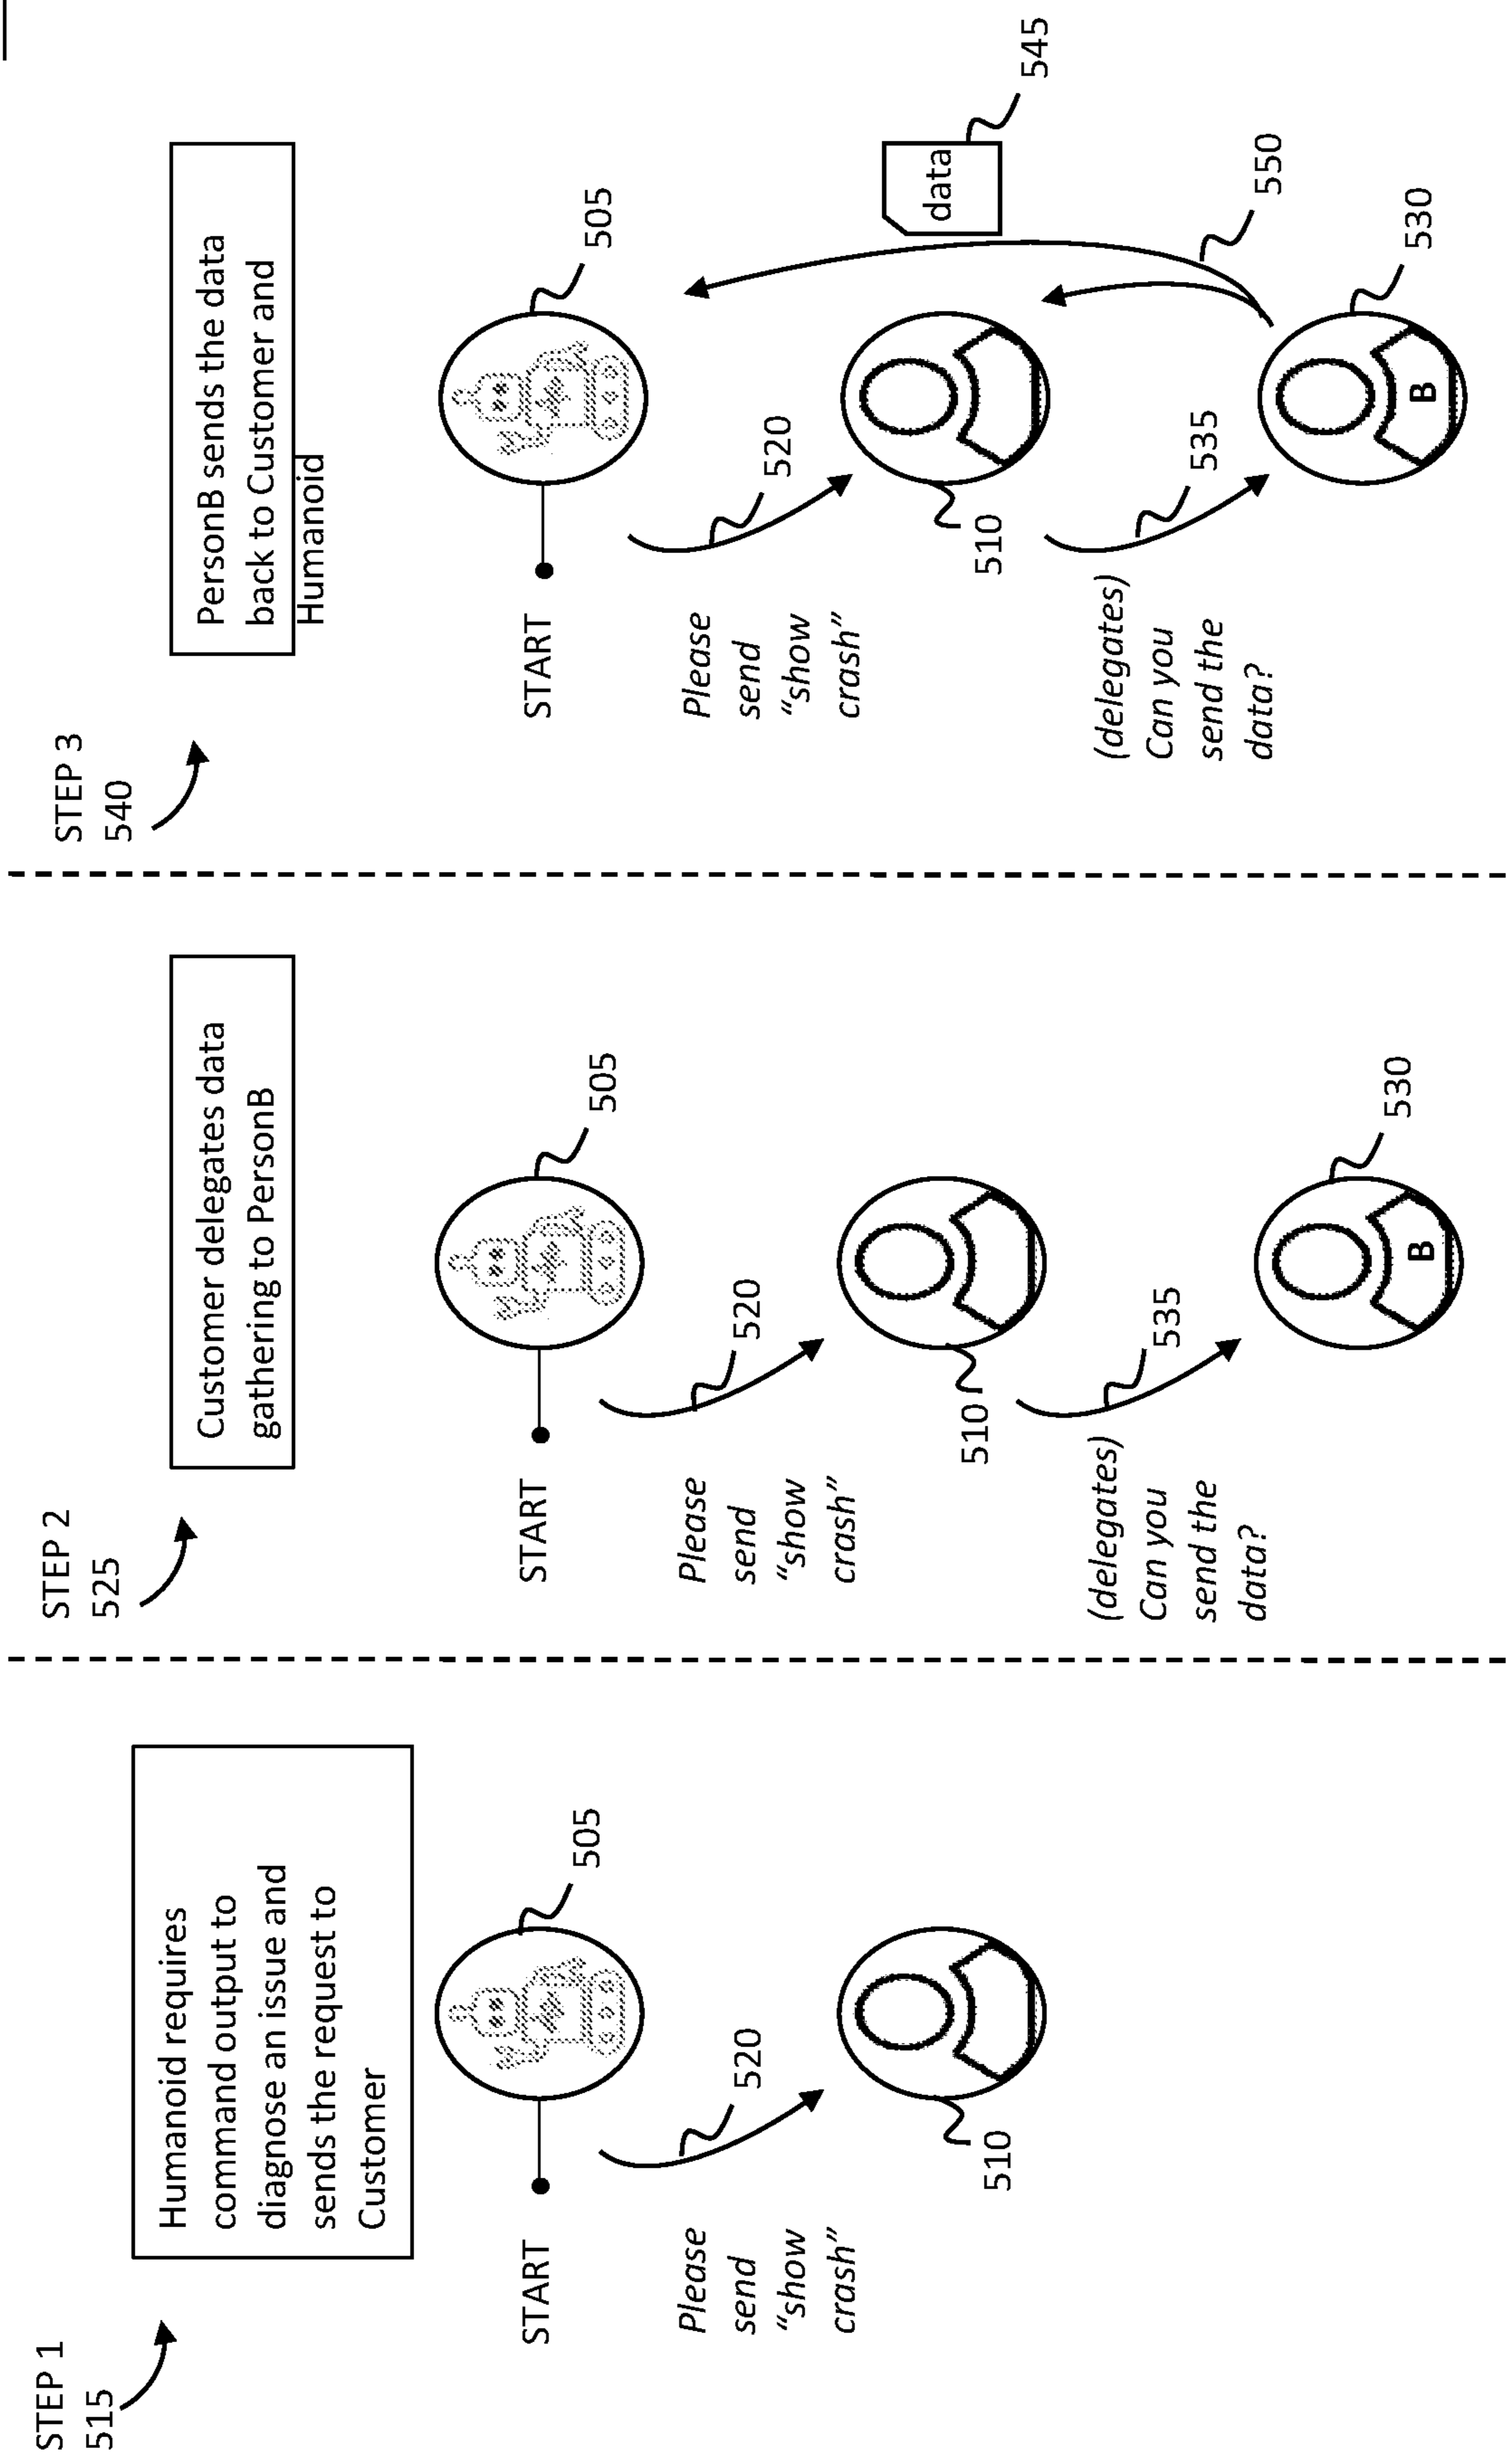 STEP 1
515
Humanoid requires
command output to
diagnose an issue and
sends the request to
Customer
505
START
520
Please
send
“show
crash”
510
STEP 2
525
Customer delegates data
gathering to PersonB
505
START
520
Please
send
“show
crash”
510
535
(delegates)
Can you
send the
data?
530
B
STEP 3
540
PersonB sends the data
back to Customer and
Humanoid
505
START
520
Please
send
“show
crash”
510
data
545
550
535
(delegates)
Can you
send the
data?
530
B